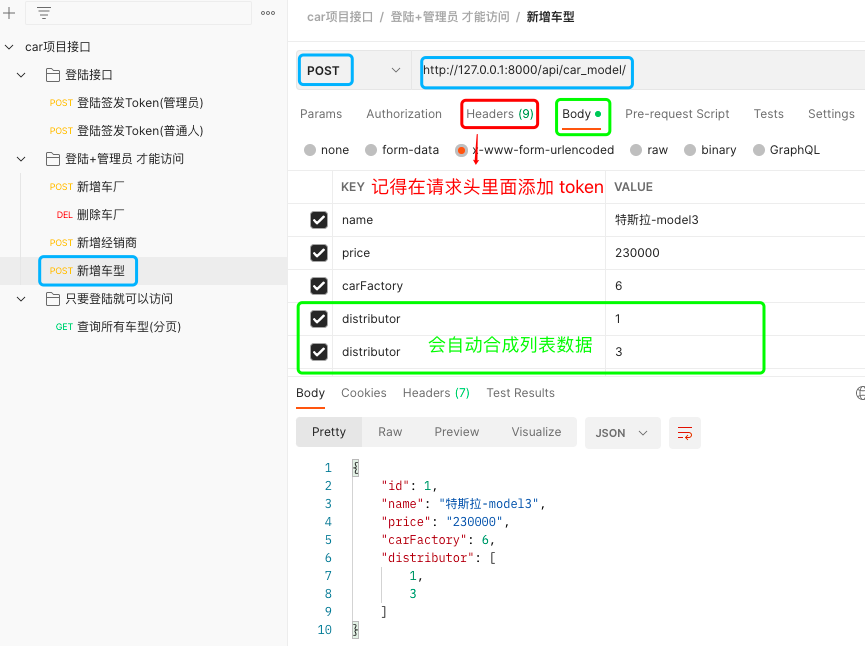 car项目接口
登陆接口
POST 登陆签发Token(管理员)
POST 登陆签发Token(普通人)
登陆+管理员 才能访问
POST 新增车厂
DEL 删除车厂
POST 新增经销商
POST 新增车型
只要登陆就可以访问
GET 查询所有车型(分页)
car项目接口 / 登陆+管理员 才能访问 / 新增车型
POST http://127.0.0.1:8000/api/car_model/
Params Authorization Headers (9) Body Pre-request Script Tests Settings
none form-data x-www-form-urlencoded raw binary GraphQL
KEY 记得在请求头里面添加 token VALUE
name 特斯拉-model3
price 230000
carFactory 6
distributor 1
会自动合成列表数据
distributor 3
Body Cookies Headers (7) Test Results
Pretty Raw Preview Visualize JSON
1 {
2 "id": 1,
3 "name": "特斯拉-model3",
4 "price": "230000",
5 "carFactory": 6,
6 "distributor": [
7 1,
8 3
9 ]
10 }